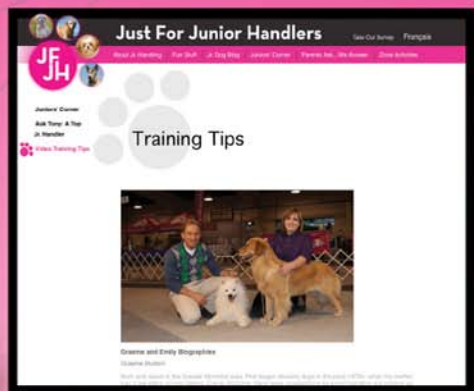 Just For Junior Handlers
Take Our Survey Français
JF
JH
About Jr Handling Fun Stuff Jr Dog Blog Juniors' Corner Parents Ask...We Answer Zone Activities
Juniors' Corner
Ask Tony: A Top
Jr. Handler
Video Training Tips
Training Tips
Graeme and Emily Biographies